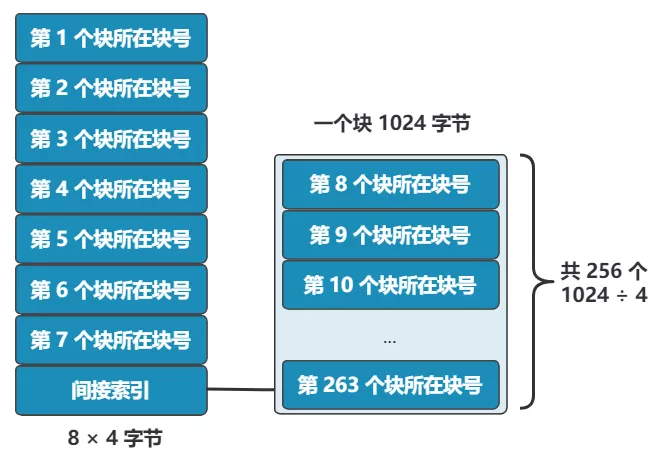 第 1 个块所在块号
第 2 个块所在块号
第 3 个块所在块号
第 4 个块所在块号
第 5 个块所在块号
第 6 个块所在块号
第 7 个块所在块号
间接索引
8 × 4 字节
一个块 1024 字节
第 8 个块所在块号
第 9 个块所在块号
第 10 个块所在块号
...
第 263 个块所在块号
共 256 个
1024 ÷ 4